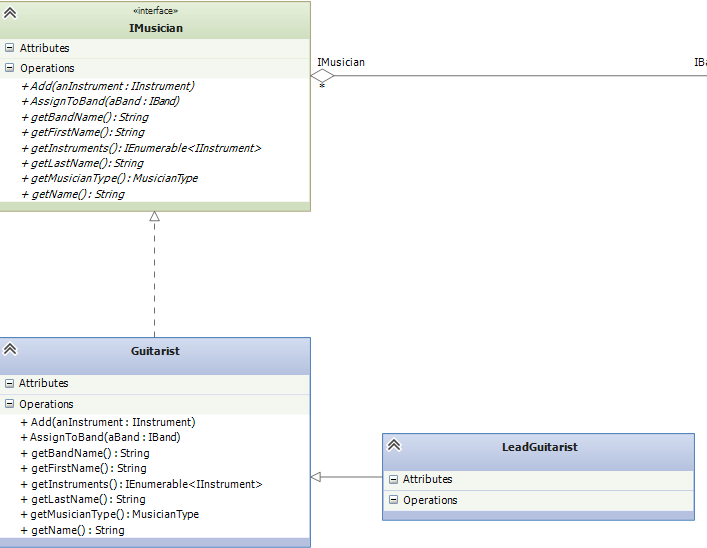 «interface»
IMusician
Attributes
Operations
+ Add(anInstrument : IInstrument)
+ AssignToBand(aBand : IBand)
+ getBandName() : String
+ getFirstName() : String
+ getInstruments() : IEnumerable<IInstrument>
+ getLastName() : String
+ getMusicianType() : MusicianType
+ getName() : String
IMusician
*
IBa
Guitarist
Attributes
Operations
+ Add(anInstrument : IInstrument)
+ AssignToBand(aBand : IBand)
+ getBandName() : String
+ getFirstName() : String
+ getInstruments() : IEnumerable<IInstrument>
+ getLastName() : String
+ getMusicianType() : MusicianType
+ getName() : String
LeadGuitarist
Attributes
Operations